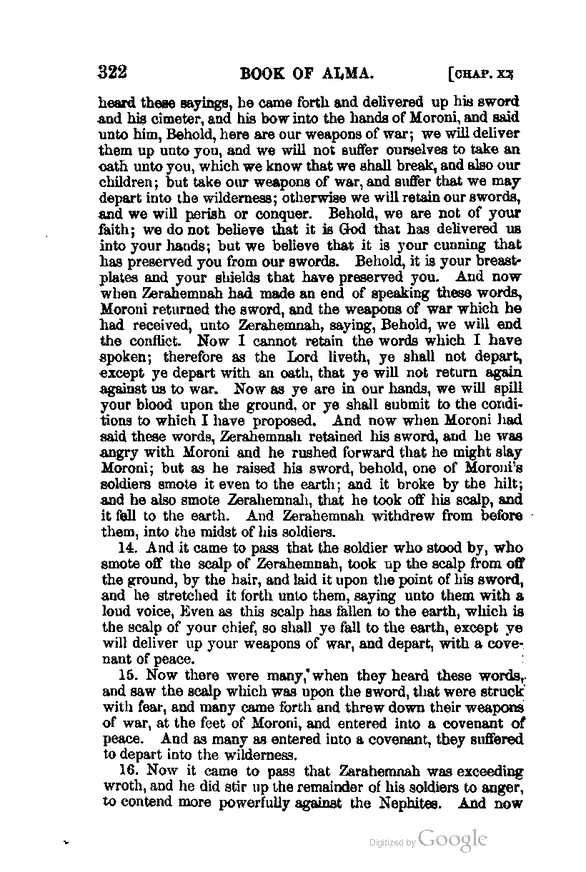 322 BOOK OF ALMA. [CHAP. XX
heard these sayings, he came forth and delivered up his sword
and his cimeter, and his bow into the hands of Moroni, and said
unto him, Behold, here are our weapons of war; we will deliver
them up unto you, and we will not suffer ourselves to take an
oath unto you, which we know that we shall break, and also our
children; but take our weapons of war, and suffer that we may
depart into the wilderness; otherwise we will retain our swords,
and we will perish or conquer. Behold, we are not of your
faith; we do not believe that it is God that has delivered us
into your hands; but we believe that it is your cunning that
has preserved you from our swords. Behold, it is your breast-
plates and your shields that have preserved you. And now
when Zerahemnah had made an end of speaking these words,
Moroni returned the sword, and the weapons of war which he
had received, unto Zerahemnah, saying, Behold, we will end
the conflict. Now I cannot retain the words which I have
spoken; therefore as the Lord liveth, ye shall not depart,
except ye depart with an oath, that ye will not return again
against us to war. Now as ye are in our hands, we will spill
your blood upon the ground, or ye shall submit to the condi-
tions to which I have proposed. And now when Moroni had
said these words, Zerahemnah retained his sword, and he was
angry with Moroni and he rushed forward that he might slay
Moroni; but as he raised his sword, behold, one of Moroni's
soldiers smote it even to the earth; and it broke by the hilt;
and he also smote Zerahemnah, that he took off his scalp, and
it fell to the earth. And Zerahemnah withdrew from before
them, into the midst of his soldiers.
14. And it came to pass that the soldier who stood by, who
smote off the scalp of Zerahemnah, took up the scalp from off
the ground, by the hair, and laid it upon the point of his sword,
and he stretched it forth unto them, saying unto them with a
loud voice, Even as this scalp has fallen to the earth, which is
the scalp of your chief, so shall ye fall to the earth, except ye
will deliver up your weapons of war, and depart, with a cove-
nant of peace.
15. Now there were many, when they heard these words,
and saw the scalp which was upon the sword, that were struck
with fear, and many came forth and threw down their weapons
of war, at the feet of Moroni, and entered into a covenant of
peace. And as many as entered into a covenant, they suffered
to depart into the wilderness.
16. Now it came to pass that Zarahemnah was exceeding
wroth, and he did stir up the remainder of his soldiers to anger,
to contend more powerfully against the Nephites. And now
Digitized by Google